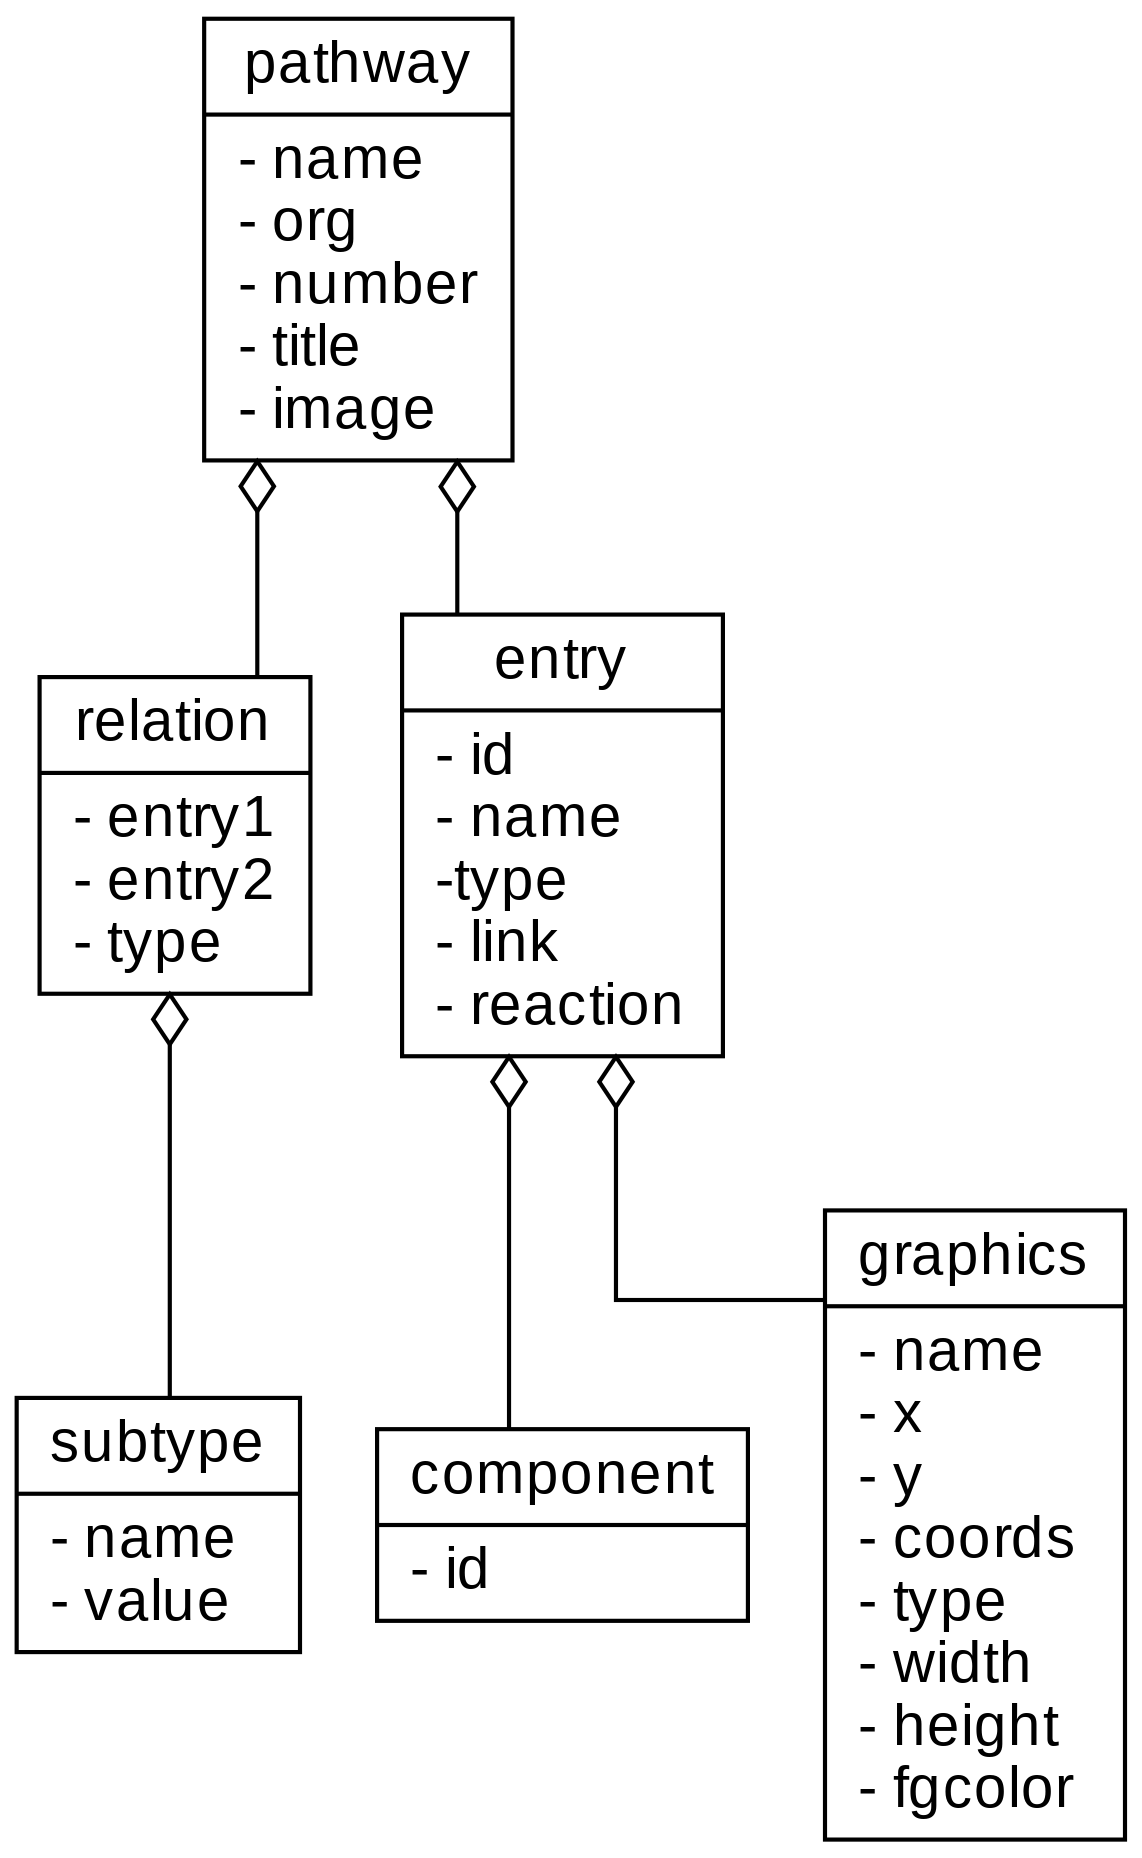 pathway
- name
- org
- number
- title
- image
relation
- entry1
- entry2
- type
entry
- id
- name
-type
- link
- reaction
subtype
- name
- value
component
- id
graphics
- name
- x
- y
- coords
- type
- width
- height
- fgcolor